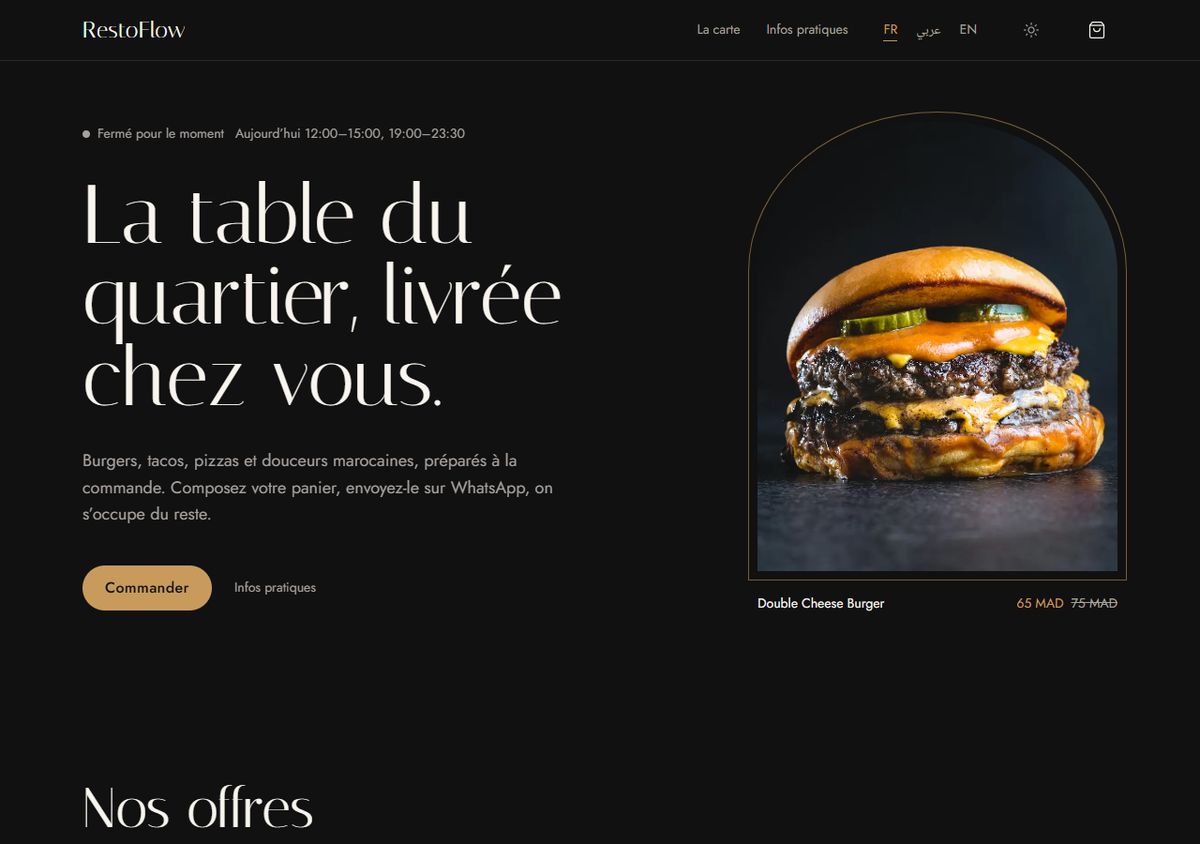 RestoFlow
La carte Infos pratiques FR عربي EN
Fermé pour le moment Aujourd’hui 12:00–15:00, 19:00–23:30
La table du
quartier, livrée
chez vous.
Burgers, tacos, pizzas et douceurs marocaines, préparés à la
commande. Composez votre panier, envoyez-le sur WhatsApp, on
s’occupe du reste.
Commander Infos pratiques
Double Cheese Burger 65 MAD 75 MAD
Nos offres